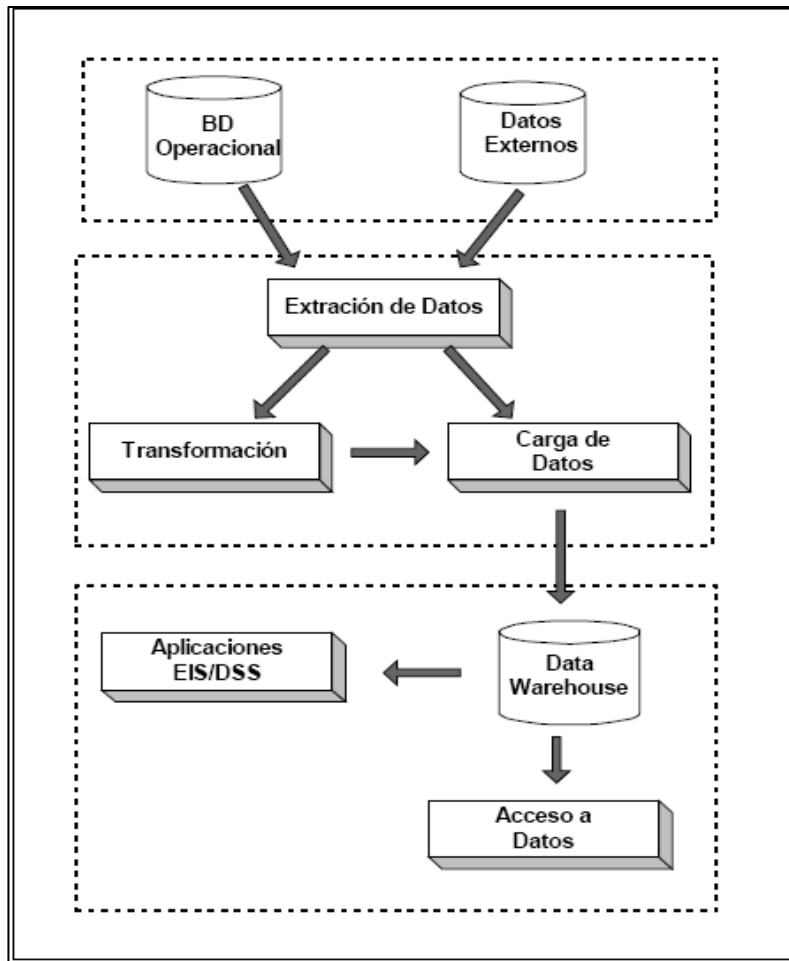 BD
Operacional
Datos
Externos
Extración de Datos
Transformación
Carga de
Datos
Aplicaciones
EIS/DSS
Data
Warehouse
Acceso a
Datos